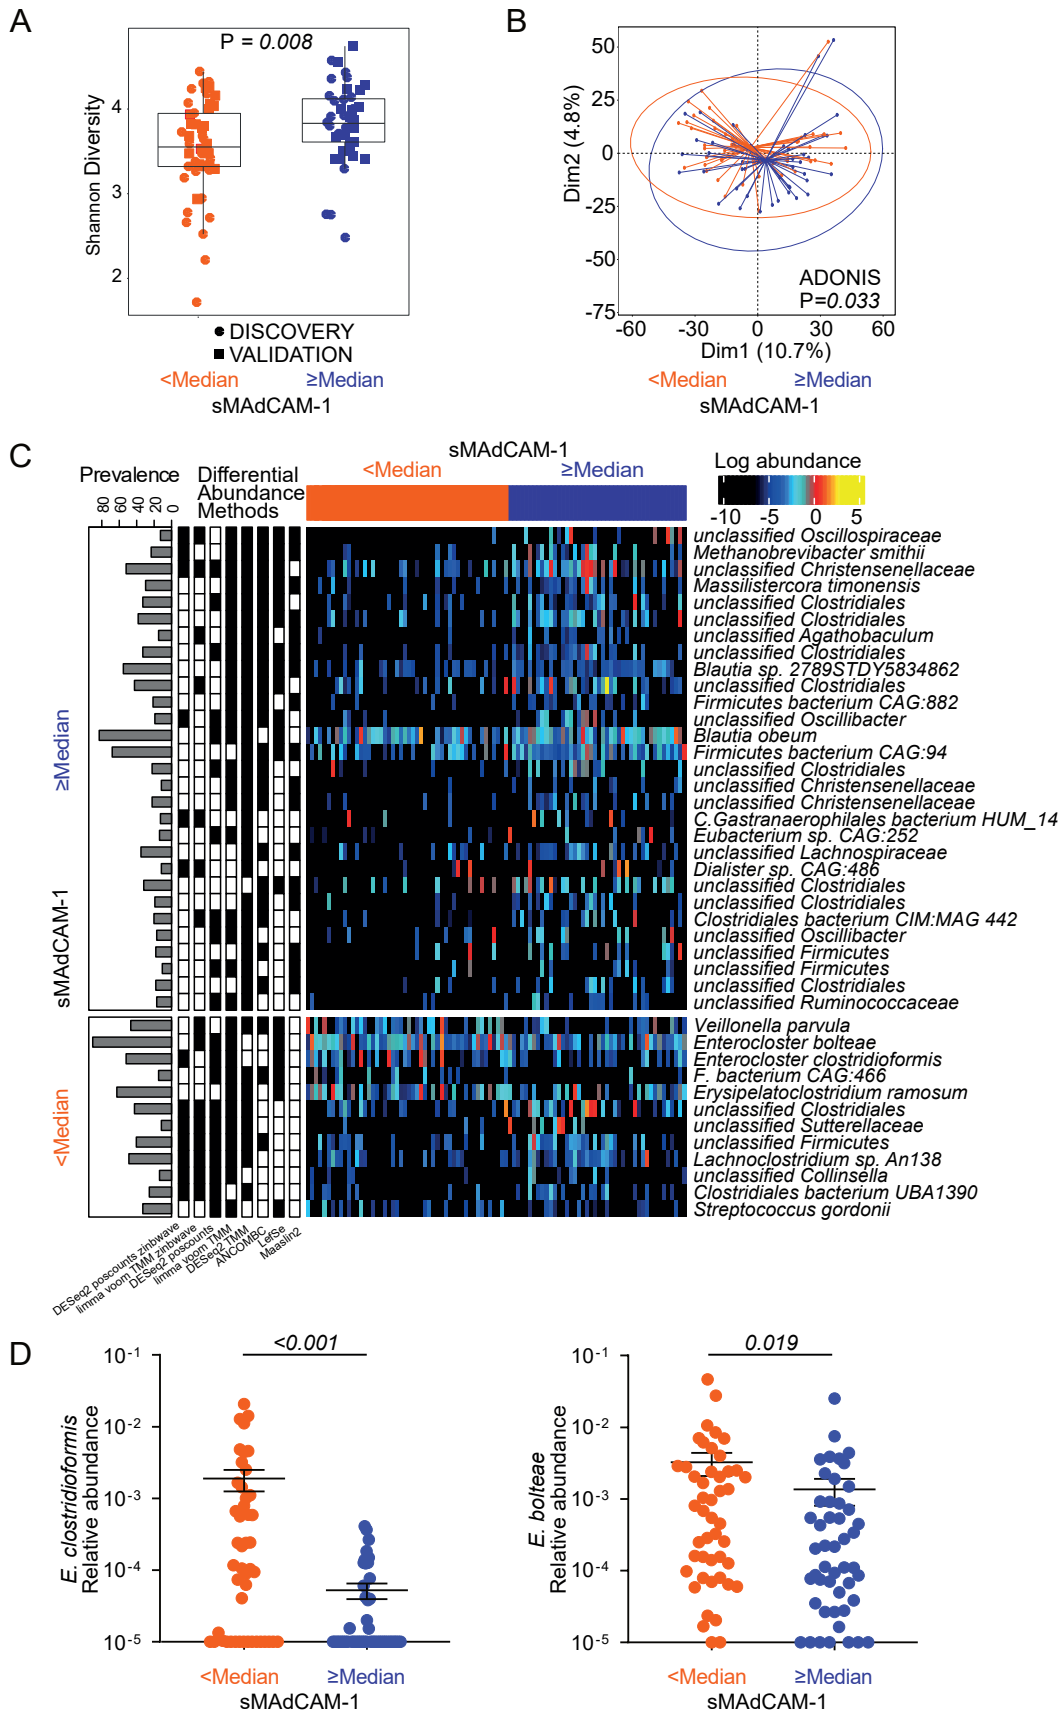 A
P = 0.008
Shannon Diversity
4
3
2
DISCOVERY
VALIDATION
<Median
≥Median
sMAdCAM-1
B
Dim2 (4.8%)
50
25
0
-25
-50
-75
ADONIS
P=0.033
-60
-30
0
30
60
Dim1 (10.7%)
<Median
≥Median
sMAdCAM-1
C
sMAdCAM-1
<Median
≥Median
Prevalence
80
60
40
20
0
Differential
Abundance
Methods
Log abundance
-10
-5
0
5
≥Median
sMAdCAM-1
<Median
unclassified Oscillospiraceae
Methanobrevibacter smithii
unclassified Christensenellaceae
Massilistercora timonensis
unclassified Clostridiales
unclassified Clostridiales
unclassified Agathobaculum
unclassified Clostridiales
Blautia sp. 2789STDY5834862
unclassified Clostridiales
Firmicutes bacterium CAG:882
unclassified Oscillibacter
Blautia obeum
Firmicutes bacterium CAG:94
unclassified Clostridiales
unclassified Christensenellaceae
unclassified Christensenellaceae
C.Gastranaerophilales bacterium HUM_14
Eubacterium sp. CAG:252
unclassified Lachnospiraceae
Dialister sp. CAG:486
unclassified Clostridiales
unclassified Clostridiales
Clostridiales bacterium CIM:MAG 442
unclassified Oscillibacter
unclassified Firmicutes
unclassified Firmicutes
unclassified Clostridiales
unclassified Ruminococcaceae
Veillonella parvula
Enterocloster bolteae
Enterocloster clostridioformis
F. bacterium CAG:466
Erysipelatoclostridium ramosum
unclassified Clostridiales
unclassified Sutterellaceae
unclassified Firmicutes
Lachnoclostridium sp. An138
unclassified Collinsella
Clostridiales bacterium UBA1390
Streptococcus gordonii
DESeq2 poscounts zinbwave
limma voom TMM zinbwave
DESeq2 poscounts
limma voom TMM
DESeq2 TMM
ANCOMBC
LefSe
Maaslin2
D
<0.001
E. clostridioformis
Relative abundance
10⁻¹
10⁻²
10⁻³
10⁻⁴
10⁻⁵
<Median
≥Median
sMAdCAM-1
0.019
E. bolteae
Relative abundance
10⁻¹
10⁻²
10⁻³
10⁻⁴
10⁻⁵
<Median
≥Median
sMAdCAM-1